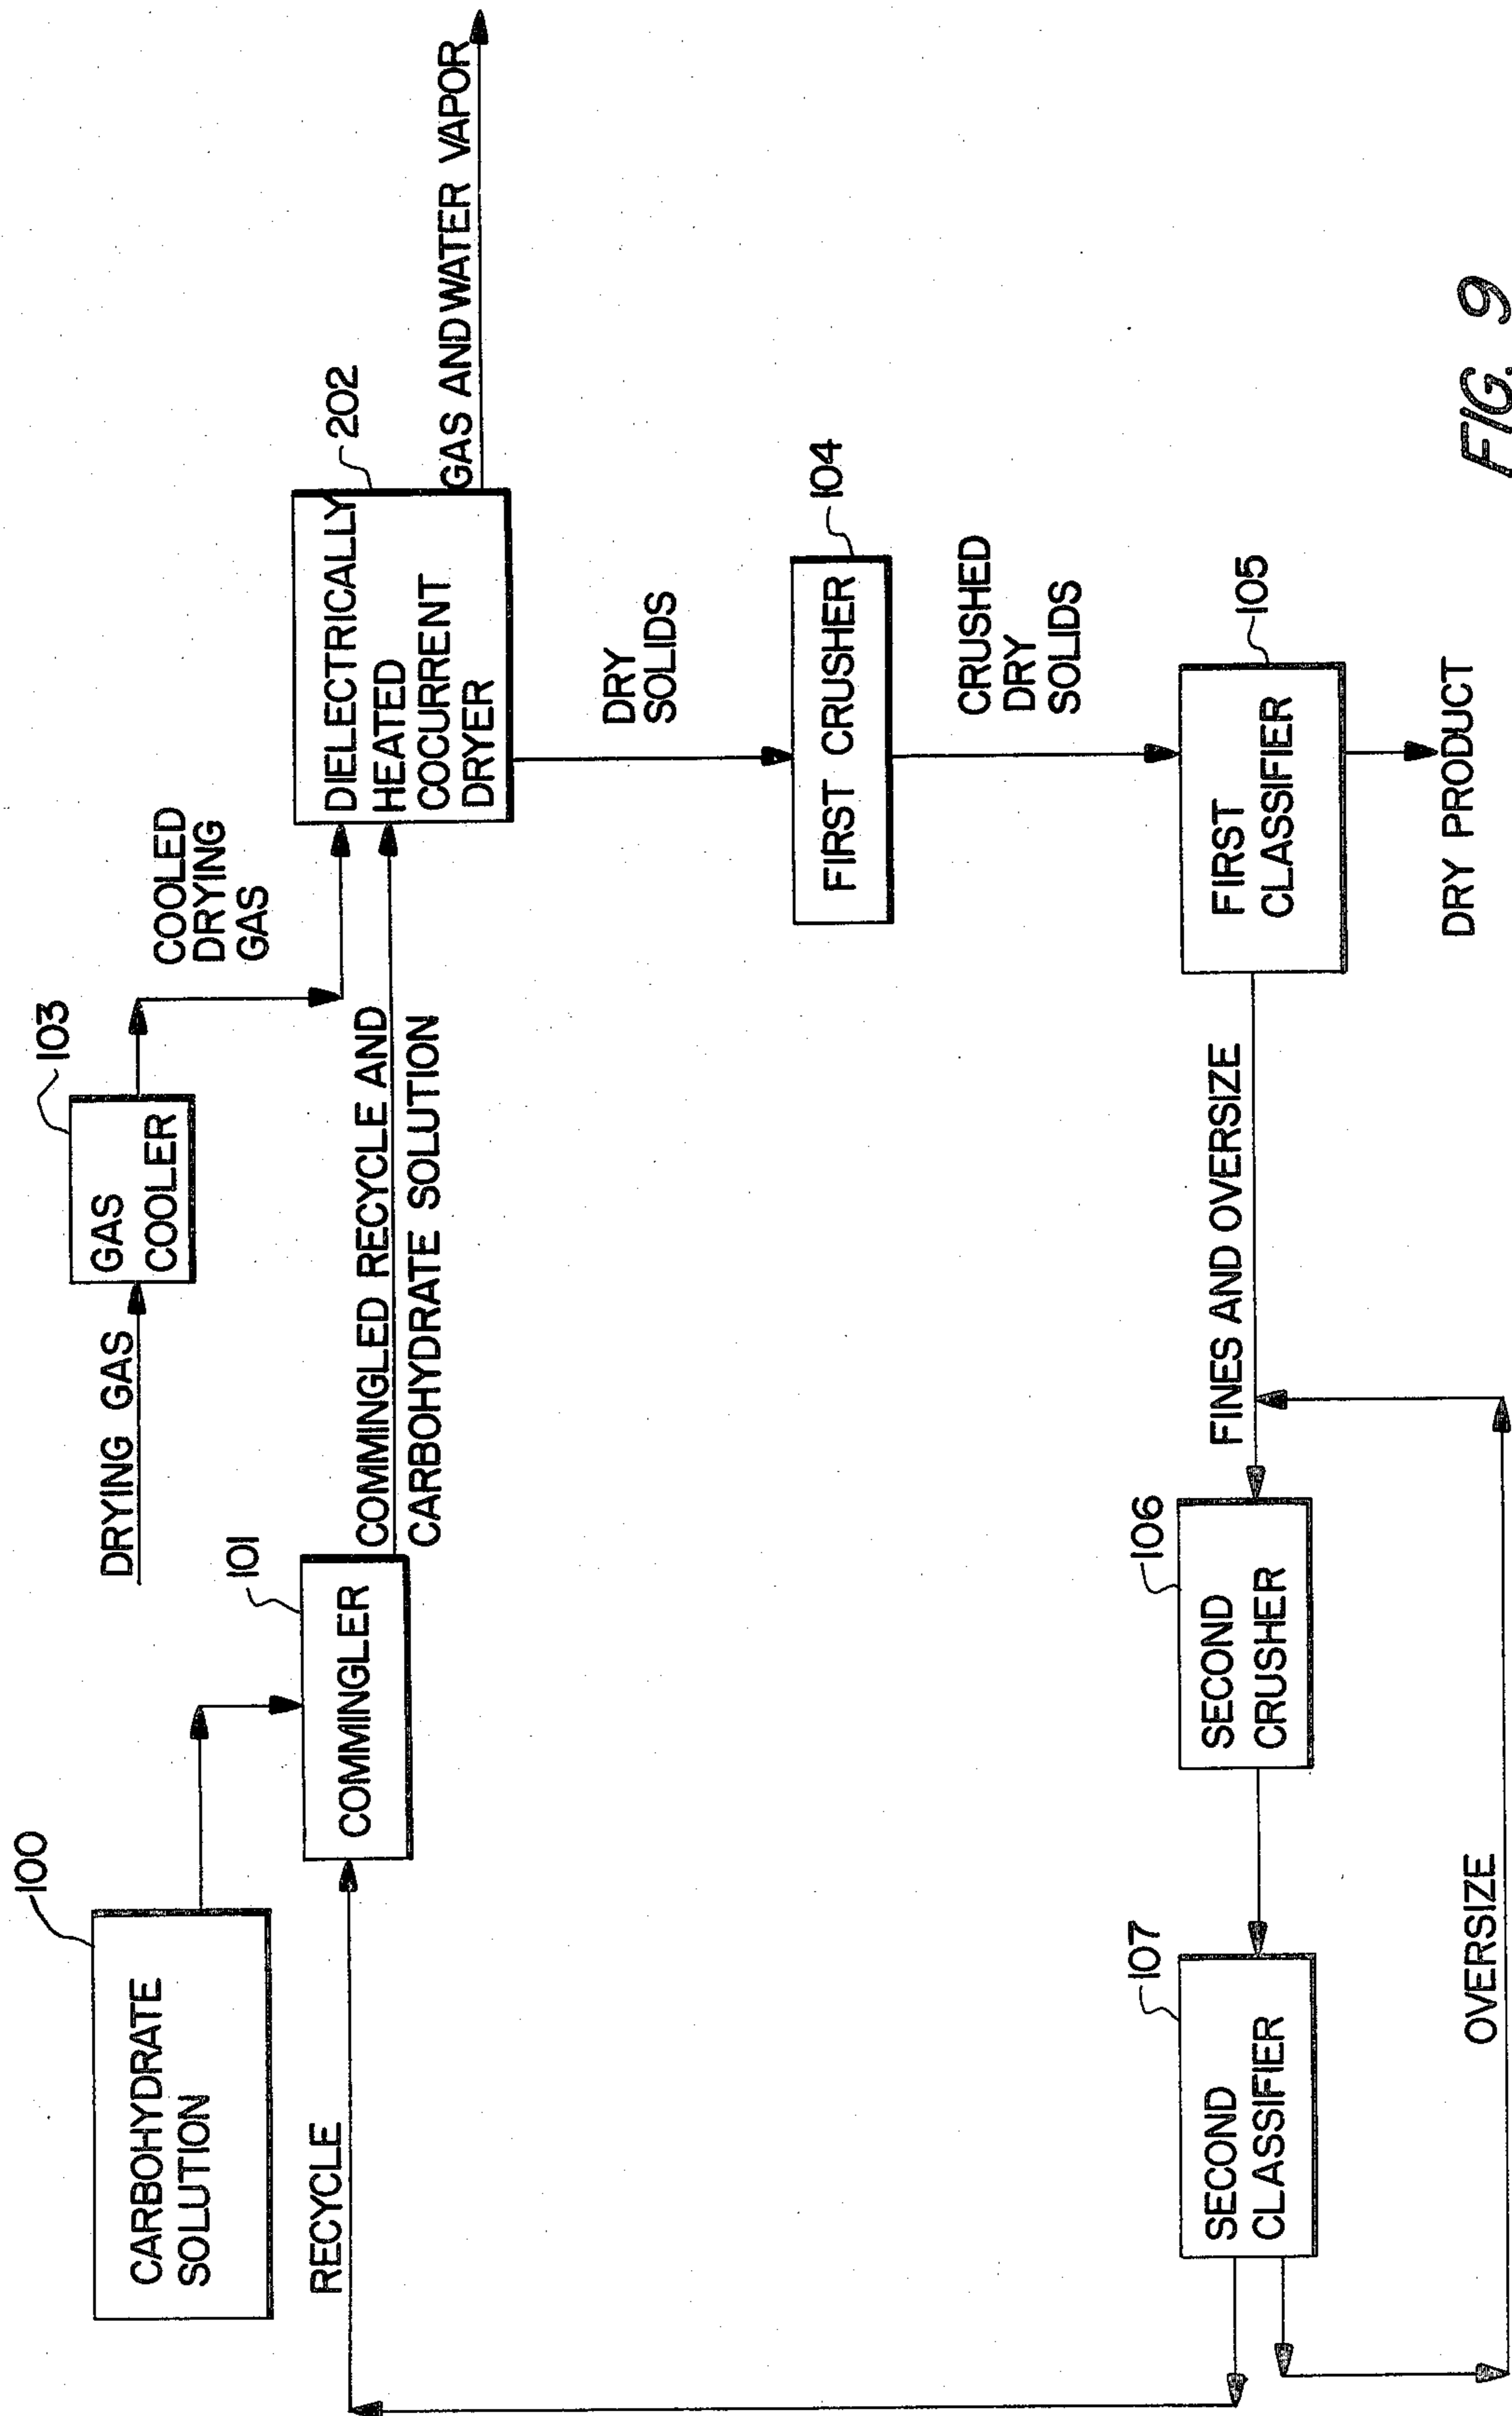 100
CARBOHYDRATE
SOLUTION
DRYING GAS
103
GAS
COOLER
COOLED
DRYING
GAS
RECYCLE
101
COMMINGLER
COMMINGLED RECYCLE AND
CARBOHYDRATE SOLUTION
202
DIELECTRICALLY
HEATED
COCURRENT
DRYER
GAS AND WATER VAPOR
DRY
SOLIDS
104
FIRST CRUSHER
CRUSHED
DRY
SOLIDS
105
FIRST
CLASSIFIER
DRY PRODUCT
FINES AND OVERSIZE
106
SECOND
CRUSHER
107
SECOND
CLASSIFIER
OVERSIZE
FIG. 9